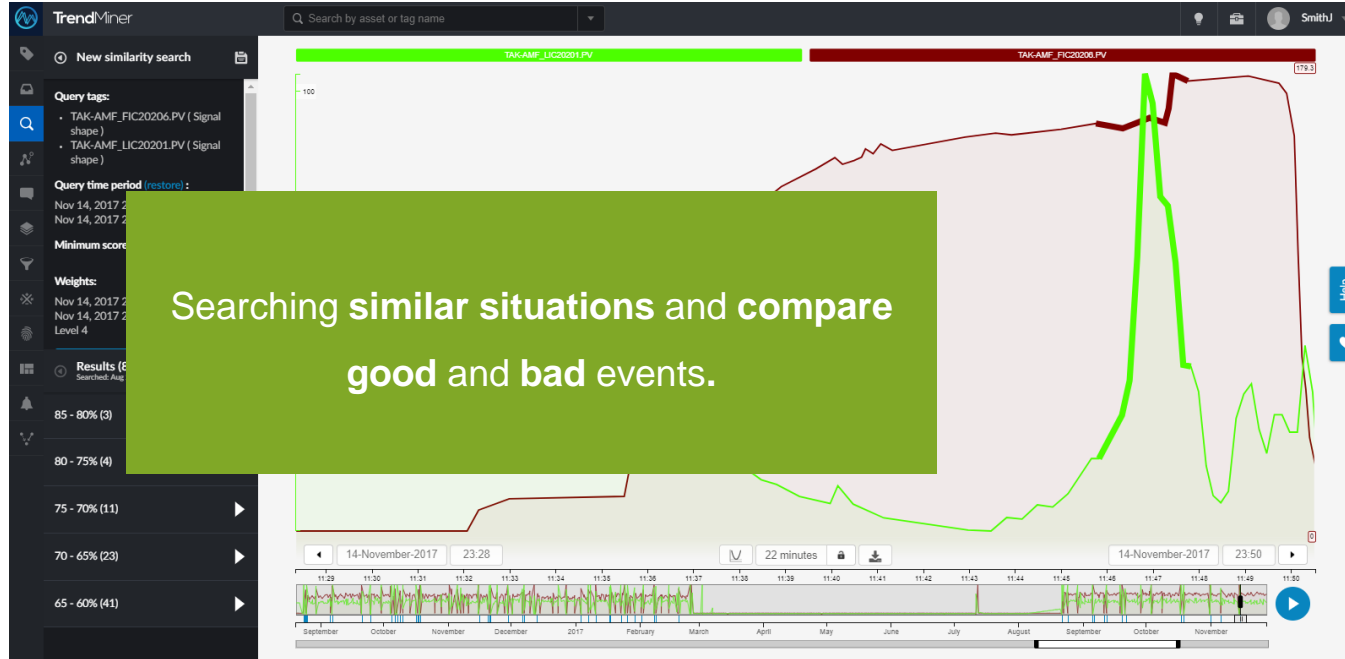 TrendMiner
Search by asset or tag name
SmithJ
New similarity search
Query tags:
TAK-AMF_FIC20206.PV ( Signal
shape )
TAK-AMF_LIC20201.PV ( Signal
shape )
Query time period (restore) :
Nov 14, 2017 2
Nov 14, 2017 2
Minimum score
Weights:
Nov 14, 2017 2
Nov 14, 2017 2
Level 4
Results (8
Searched: Aug
85 - 80% (3)
80 - 75% (4)
75 - 70% (11)
70 - 65% (23)
65 - 60% (41)
TAK-AMF_LIC20201.PV
TAK-AMF_FIC20206.PV
179.3
100
Searching similar situations and compare
good and bad events.
Help
0
14-November-2017 23:28 22 minutes 14-November-2017 23:50
11:29 11:30 11:31 11:32 11:33 11:34 11:35 11:36 11:37 11:38 11:39 11:40 11:41 11:42 11:43 11:44 11:45 11:46 11:47 11:48 11:49 11:50
September October November December 2017 February March April May June July August September October November